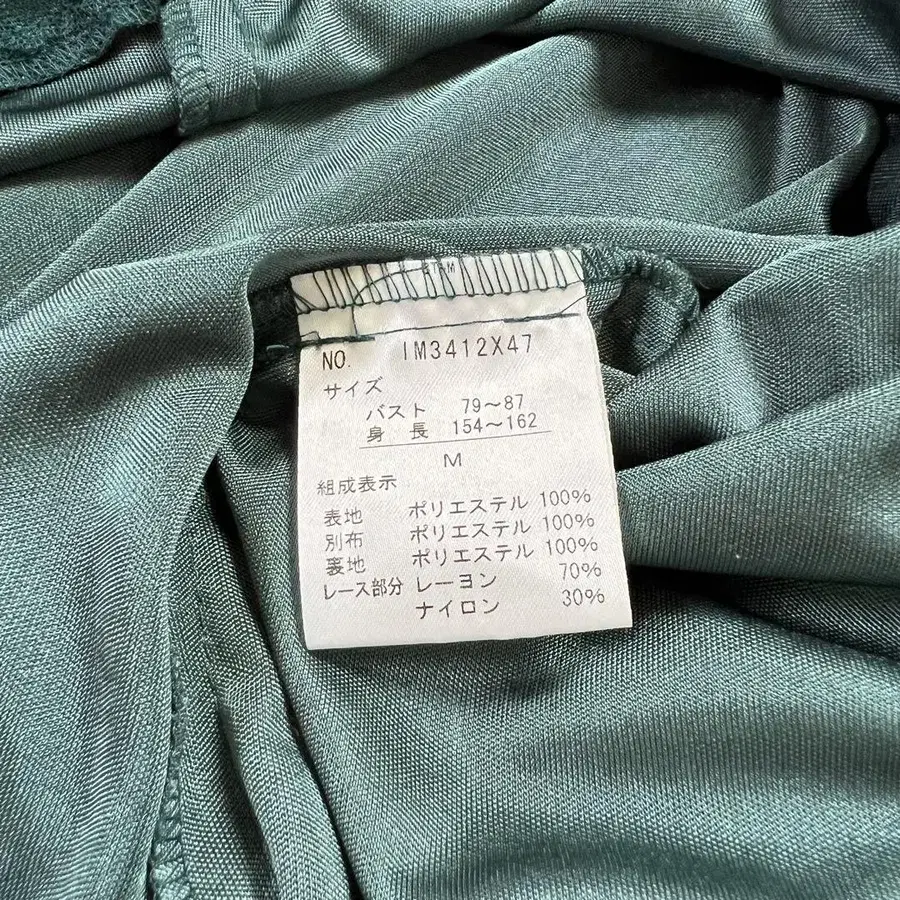 NO. IM3412X47
サイズ
バスト 79〜87
身長 154〜162
M
組成表示
表地 ポリエステル 100%
別布 ポリエステル 100%
裏地 ポリエステル 100%
レース部分 レーヨン 70%
ナイロン 30%